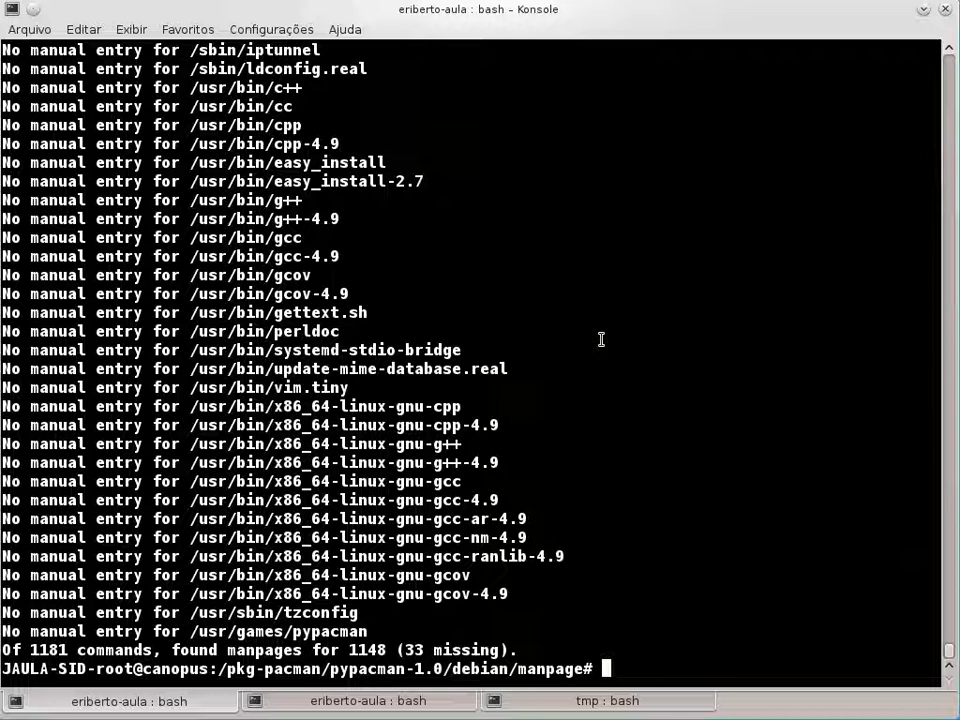 eriberto-aula : bash – Konsole
Arquivo Editar Exibir Favoritos Configurações Ajuda
No manual entry for /sbin/iptunnel
No manual entry for /sbin/ldconfig.real
No manual entry for /usr/bin/c++
No manual entry for /usr/bin/cc
No manual entry for /usr/bin/cpp
No manual entry for /usr/bin/cpp-4.9
No manual entry for /usr/bin/easy_install
No manual entry for /usr/bin/easy_install-2.7
No manual entry for /usr/bin/g++
No manual entry for /usr/bin/g++-4.9
No manual entry for /usr/bin/gcc
No manual entry for /usr/bin/gcc-4.9
No manual entry for /usr/bin/gcov
No manual entry for /usr/bin/gcov-4.9
No manual entry for /usr/bin/gettext.sh
No manual entry for /usr/bin/perldoc
No manual entry for /usr/bin/systemd-stdio-bridge
No manual entry for /usr/bin/update-mime-database.real
No manual entry for /usr/bin/vim.tiny
No manual entry for /usr/bin/x86_64-linux-gnu-cpp
No manual entry for /usr/bin/x86_64-linux-gnu-cpp-4.9
No manual entry for /usr/bin/x86_64-linux-gnu-g++
No manual entry for /usr/bin/x86_64-linux-gnu-g++-4.9
No manual entry for /usr/bin/x86_64-linux-gnu-gcc
No manual entry for /usr/bin/x86_64-linux-gnu-gcc-4.9
No manual entry for /usr/bin/x86_64-linux-gnu-gcc-ar-4.9
No manual entry for /usr/bin/x86_64-linux-gnu-gcc-nm-4.9
No manual entry for /usr/bin/x86_64-linux-gnu-gcc-ranlib-4.9
No manual entry for /usr/bin/x86_64-linux-gnu-gcov
No manual entry for /usr/bin/x86_64-linux-gnu-gcov-4.9
No manual entry for /usr/sbin/tzconfig
No manual entry for /usr/games/pypacman
Of 1181 commands, found manpages for 1148 (33 missing).
JAULA-SID-root@canopus:/pkg-pacman/pypacman-1.0/debian/manpage#
eriberto-aula : bash eriberto-aula : bash tmp : bash